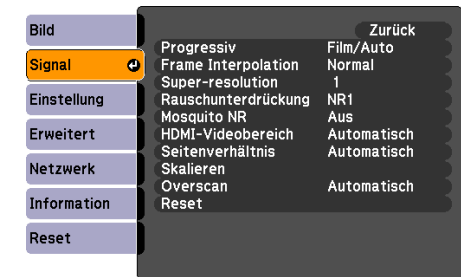 Bild
Signal
Einstellung
Erweitert
Netzwerk
Information
Reset
Zurück
Progressiv Film/Auto
Frame Interpolation Normal
Super-resolution 1
Rauschunterdrückung NR1
Mosquito NR Aus
HDMI-Videobereich Automatisch
Seitenverhältnis Automatisch
Skalieren
Overscan Automatisch
Reset